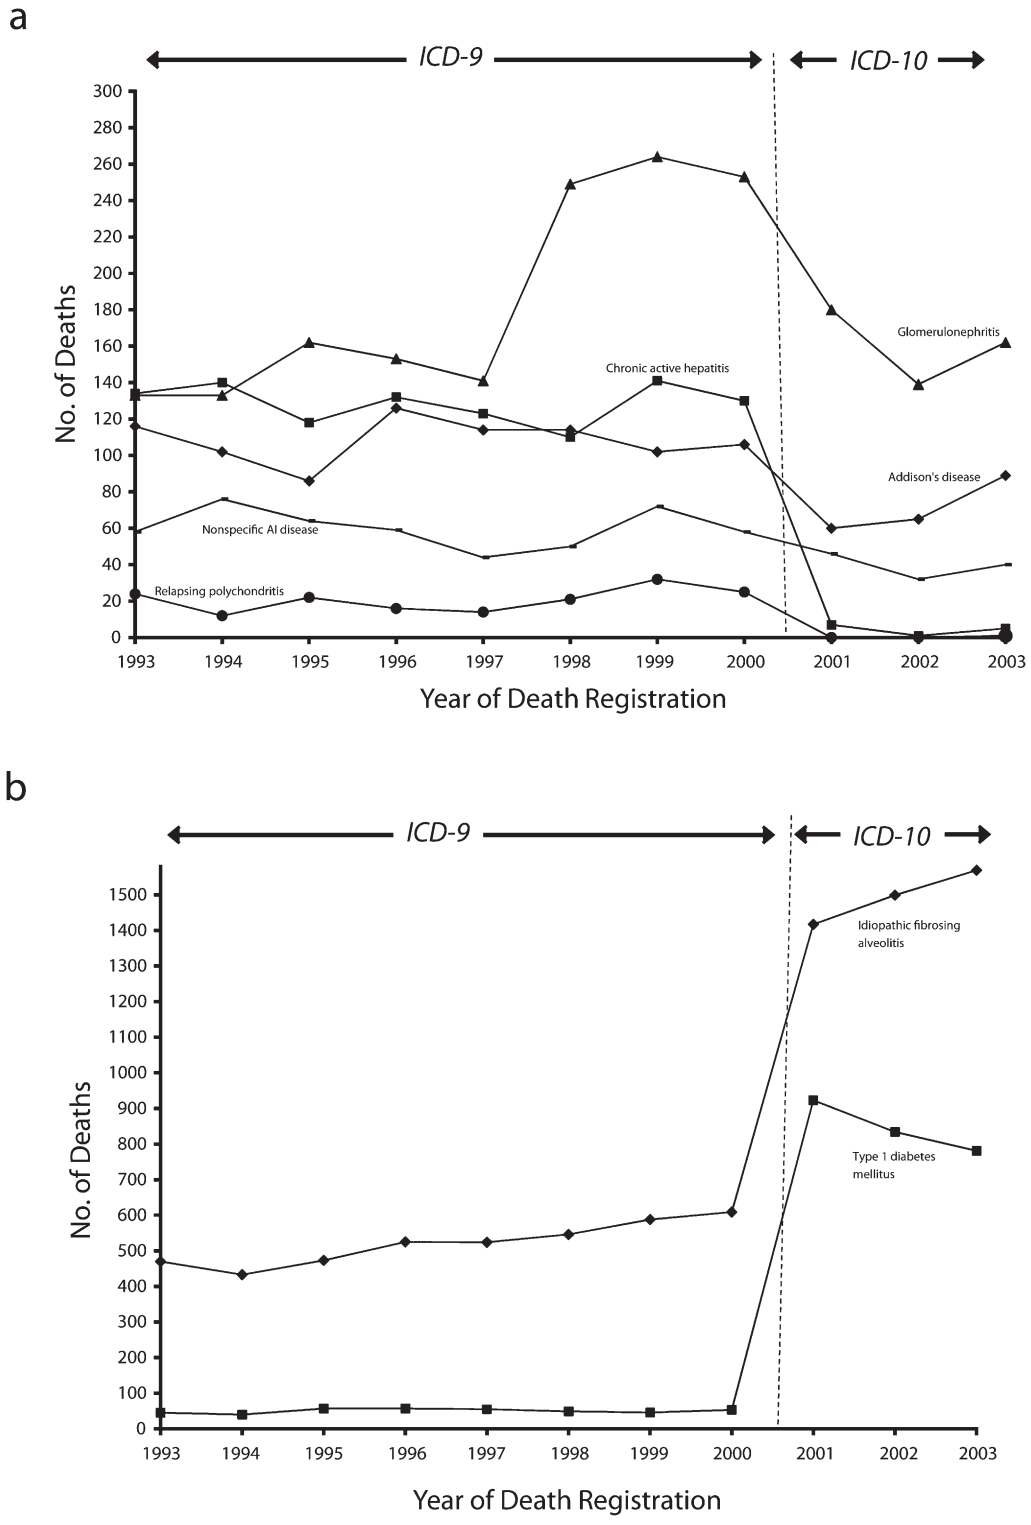 a
ICD-9
ICD-10
300
280
260
240
220
200
180
160
140
120
100
80
60
40
20
0
No. of Deaths
Glomerulonephritis
Chronic active hepatitis
Addison's disease
Nonspecific AI disease
Relapsing polychondritis
1993 1994 1995 1996 1997 1998 1999 2000 2001 2002 2003
Year of Death Registration
b
ICD-9
ICD-10
1500
1400
1300
1200
1100
1000
900
800
700
600
500
400
300
200
100
0
No. of Deaths
Idiopathic fibrosing
alveolitis
Type 1 diabetes
mellitus
1993 1994 1995 1996 1997 1998 1999 2000 2001 2002 2003
Year of Death Registration